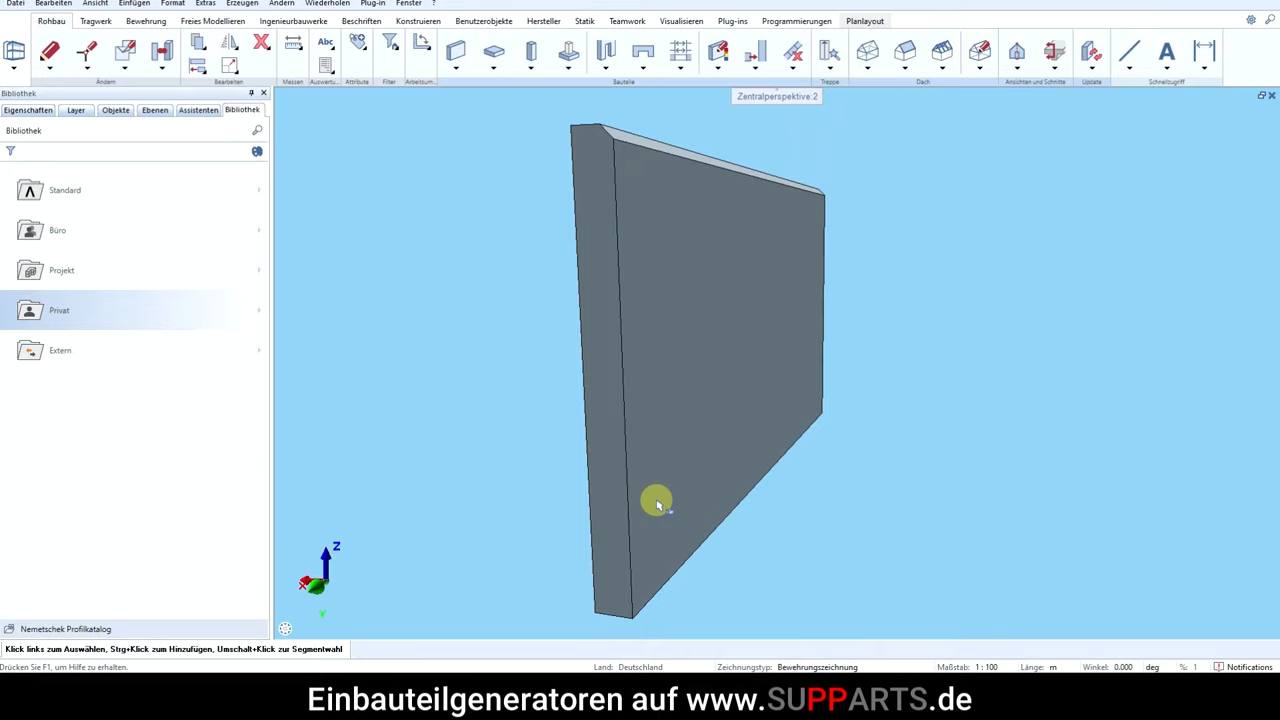 Datei Bearbeiten Ansicht Einfügen Format Extras Erzeugen Ändern Wiederholen Plug-in Fenster ?
Rohbau Tragwerk Bewehrung Freies Modellieren Ingenieurbauwerke Beschriften Konstruieren Benutzerobjekte Hersteller Statik Teamwork Visualisieren Plug-ins Programmierungen Planlayout
Abc
A
Ändern Bearbeiten Messen Auswertu... Attribute Filter Arbeitsum... Bauteile Treppe Dach Ansichten und Schnitte Update Schnellzugriff
Bibliothek
Zentralperspektive:2
Eigenschaften Layer Objekte Ebenen Assistenten Bibliothek
Bibliothek
Standard
Büro
Projekt
Privat
Extern
Z
X
Y
Nemetschek Profilkatalog
Klick links zum Auswählen, Strg+Klick zum Hinzufügen, Umschalt+Klick zur Segmentwahl
Drücken Sie F1, um Hilfe zu erhalten. Land: Deutschland Zeichnungstyp: Bewehrungszeichnung Maßstab: 1 : 100 Länge: m Winkel: 0.000 deg %: 1 Notifications
Einbauteilgeneratoren auf www.SUPPARTS.de